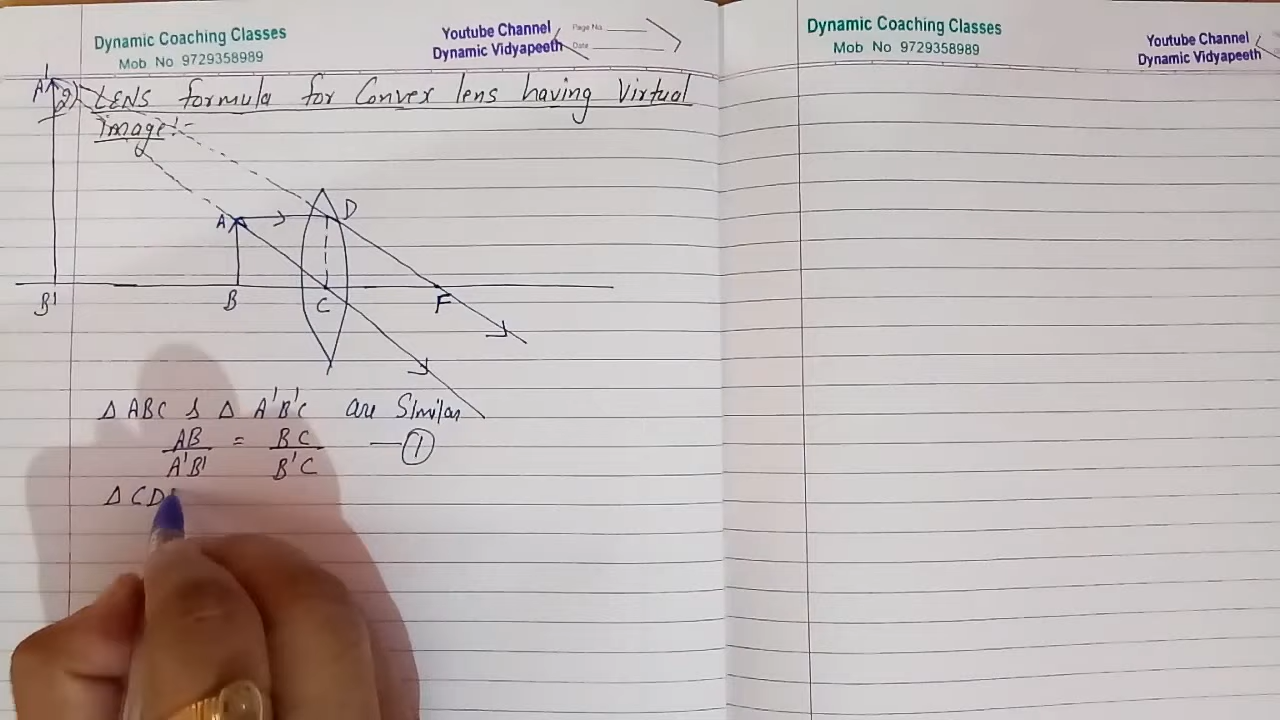 Dynamic Coaching Classes
Mob No 9729358989
Youtube Channel
Dynamic Vidyapeeth
Page No.
Date
Dynamic Coaching Classes
Mob No 9729358989
Youtube Channel
Dynamic Vidyapeeth
2) LENS formula for Convex lens having Virtual
Image:-
A'
A
D
B'
B
C
F
Δ ABC & Δ A'B'C are Similar
AB/A'B' = BC/B'C —①
Δ CD